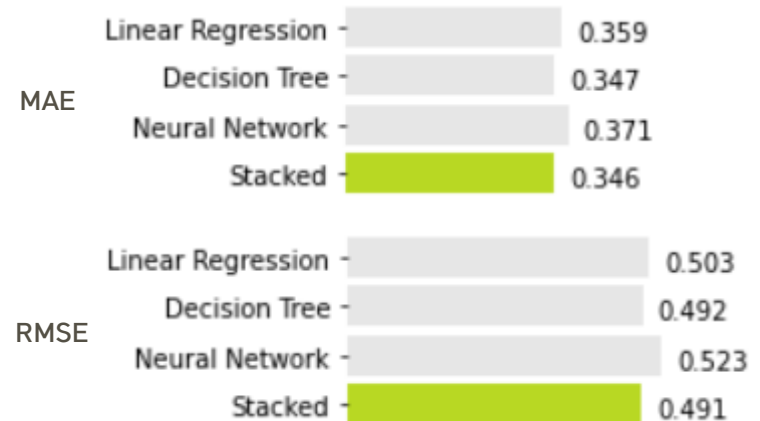 Linear Regression 0.359
Decision Tree 0.347
MAE
Neural Network 0.371
Stacked 0.346
Linear Regression 0.503
Decision Tree 0.492
RMSE
Neural Network 0.523
Stacked 0.491